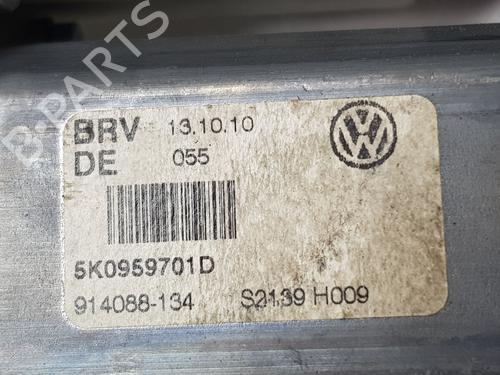 B-PARTS
BRV 13.10.10
DE 055
5K0959701D
914088-134 S2139 H009